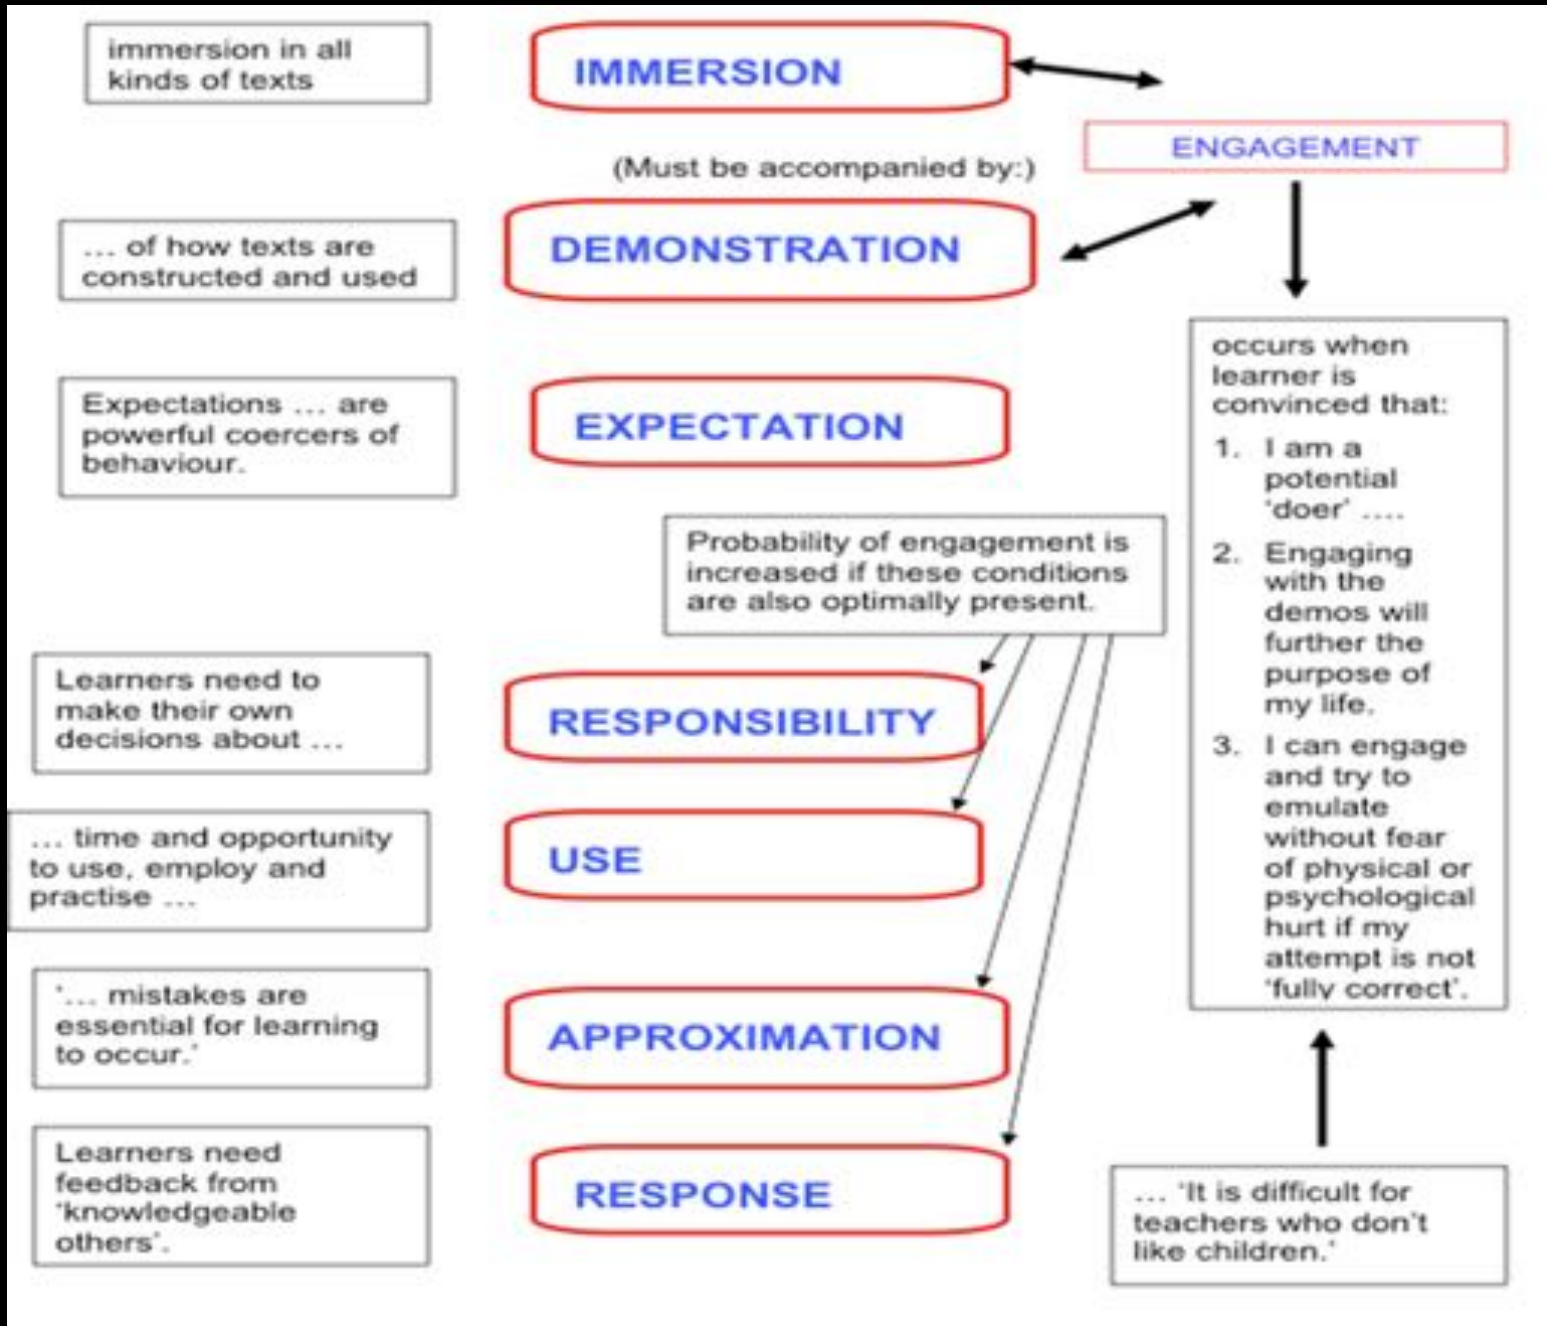 immersion in all
kinds of texts
IMMERSION
ENGAGEMENT
(Must be accompanied by:)
... of how texts are
constructed and used
DEMONSTRATION
Expectations ... are
powerful coercers of
behaviour.
EXPECTATION
occurs when
learner is
convinced that:
1. I am a
potential
‘doer’ ....
2. Engaging
with the
demos will
further the
purpose of
my life.
3. I can engage
and try to
emulate
without fear
of physical or
psychological
hurt if my
attempt is not
‘fully correct’.
Probability of engagement is
increased if these conditions
are also optimally present.
Learners need to
make their own
decisions about ...
RESPONSIBILITY
... time and opportunity
to use, employ and
practise ...
USE
‘... mistakes are
essential for learning
to occur.’
APPROXIMATION
Learners need
feedback from
‘knowledgeable
others’.
RESPONSE
... ‘It is difficult for
teachers who don’t
like children.’